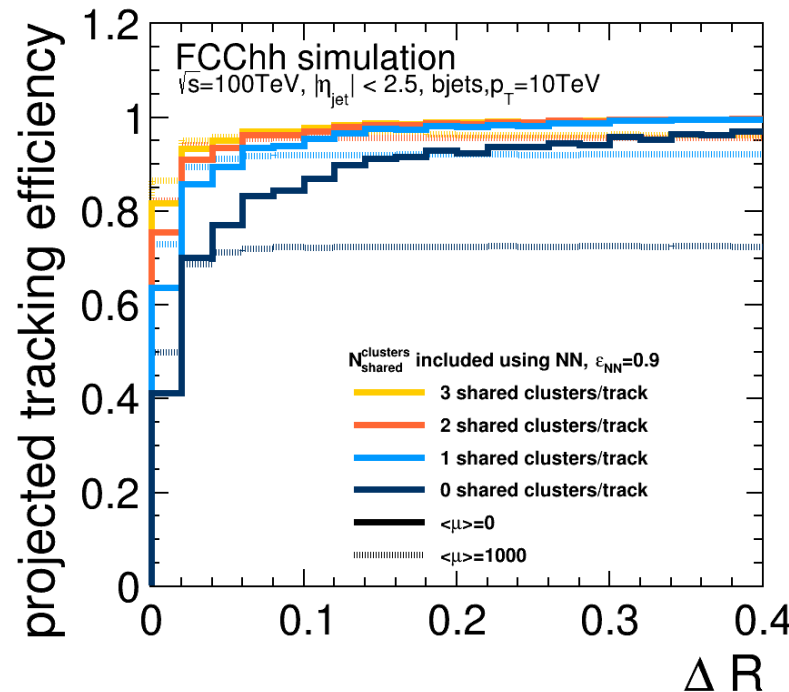 projected tracking efficiency
1.2
1
0.8
0.6
0.4
0.2
0
FCChh simulation
√s=100TeV, |η_jet| < 2.5, bjets,p_T=10TeV
N_shared^clusters included using NN, ε_NN=0.9
3 shared clusters/track
2 shared clusters/track
1 shared clusters/track
0 shared clusters/track
<μ>=0
<μ>=1000
0 0.1 0.2 0.3 0.4
Δ R